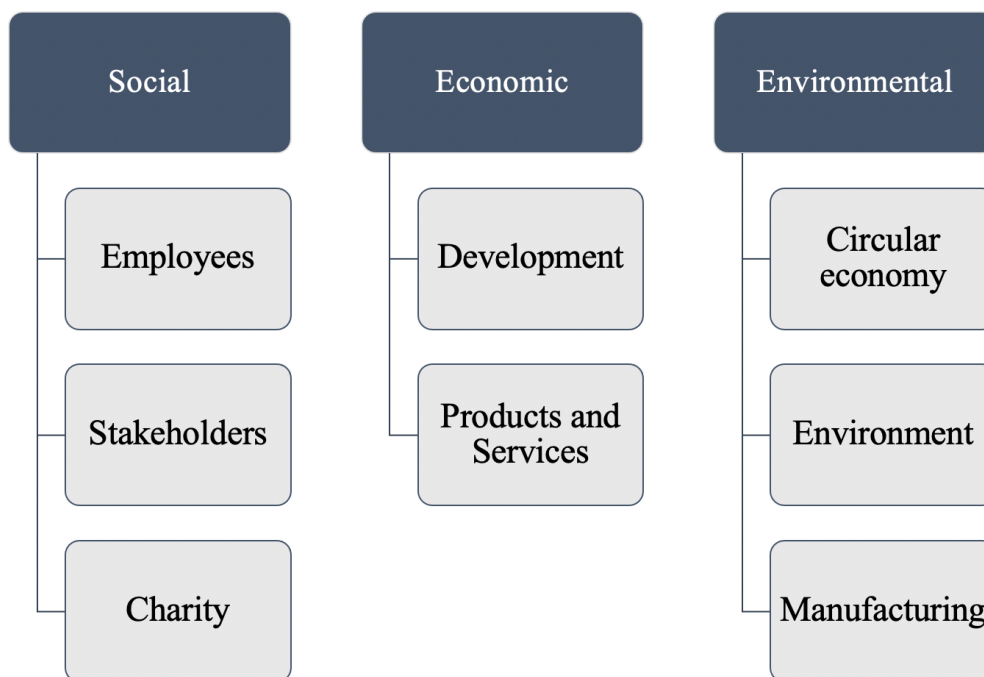 Social
Employees
Stakeholders
Charity
Economic
Development
Products and
Services
Environmental
Circular
economy
Environment
Manufacturing